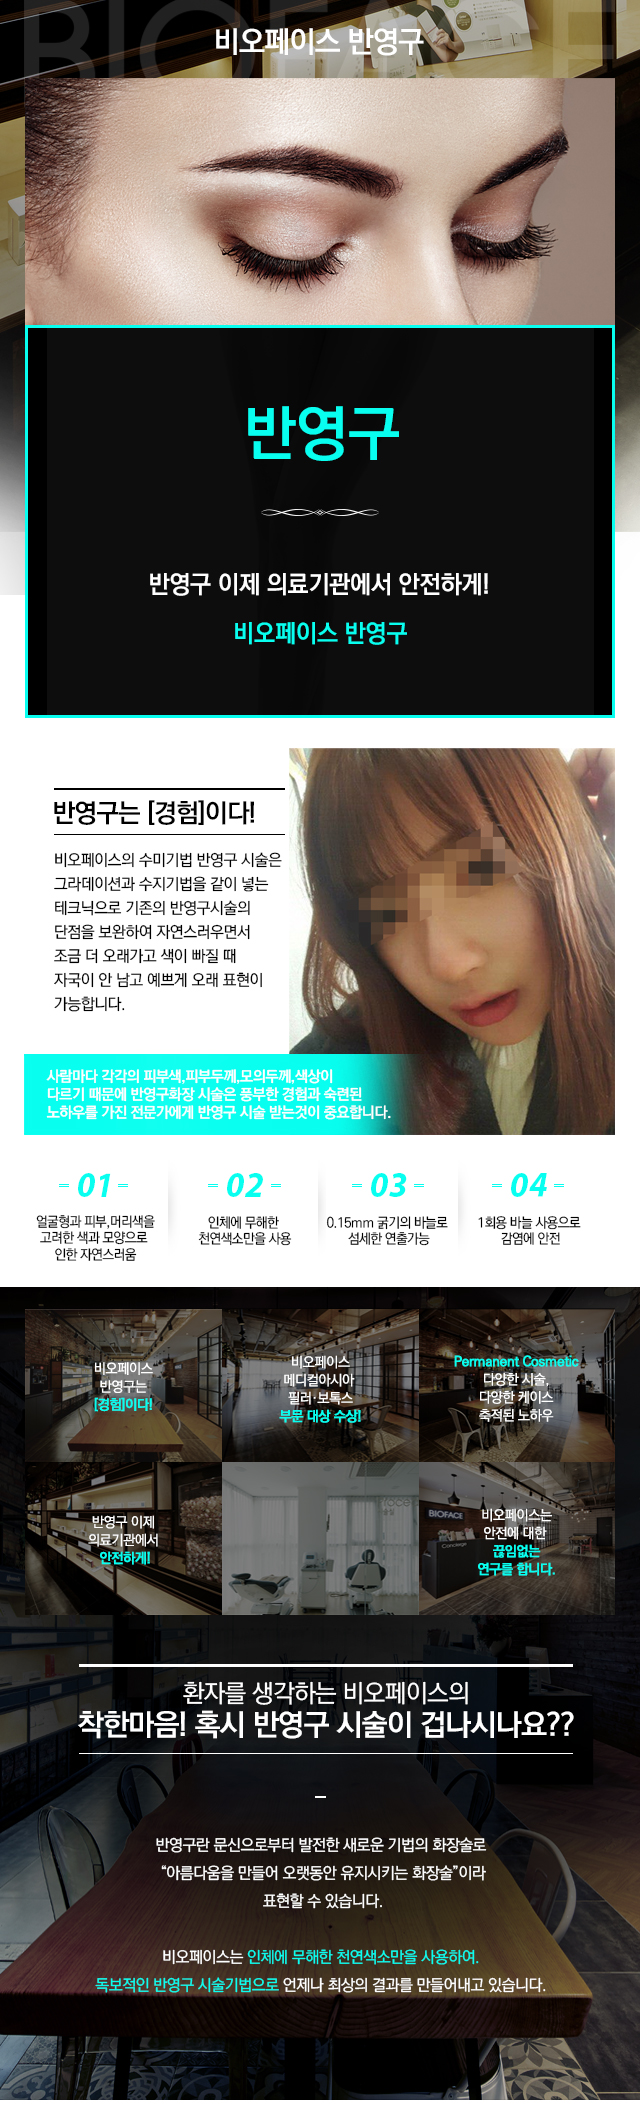 BIOFACE
비오페이스 반영구
반영구
반영구 이제 의료기관에서 안전하게!
비오페이스 반영구
반영구는 [경험]이다!
비오페이스의 수미기법 반영구 시술은
그라데이션과 수지기법을 같이 넣는
테크닉으로 기존의 반영구시술의
단점을 보완하여 자연스러우면서
조금 더 오래가고 색이 빠질 때
자국이 안 남고 예쁘게 오래 표현이
가능합니다.
사람마다 각각의 피부색,피부두께,모의두께,색상이
다르기 때문에 반영구화장 시술은 풍부한 경험과 숙련된
노하우를 가진 전문가에게 반영구 시술 받는것이 중요합니다.
- 01 -
얼굴형과 피부,머리색을
고려한 색과 모양으로
인한 자연스러움
- 02 -
인체에 무해한
천연색소만을 사용
- 03 -
0.15mm 굵기의 바늘로
섬세한 연출가능
- 04 -
1회용 바늘 사용으로
감염에 안전
비오페이스
반영구는
[경험]이다!
비오페이스
메디컬아시아
필러·보톡스
부문 대상 수상!
Permanent Cosmetic
다양한 시술,
다양한 케이스
축적된 노하우
반영구 이제
의료기관에서
안전하게!
BIOFACE
Concierge
비오페이스는
안전에 대한
끊임없는
연구를 합니다.
환자를 생각하는 비오페이스의
착한마음! 혹시 반영구 시술이 겁나시나요??
반영구란 문신으로부터 발전한 새로운 기법의 화장술로
“아름다움을 만들어 오랫동안 유지시키는 화장술”이라
표현할 수 있습니다.
비오페이스는 인체에 무해한 천연색소만을 사용하여.
독보적인 반영구 시술기법으로 언제나 최상의 결과를 만들어내고 있습니다.